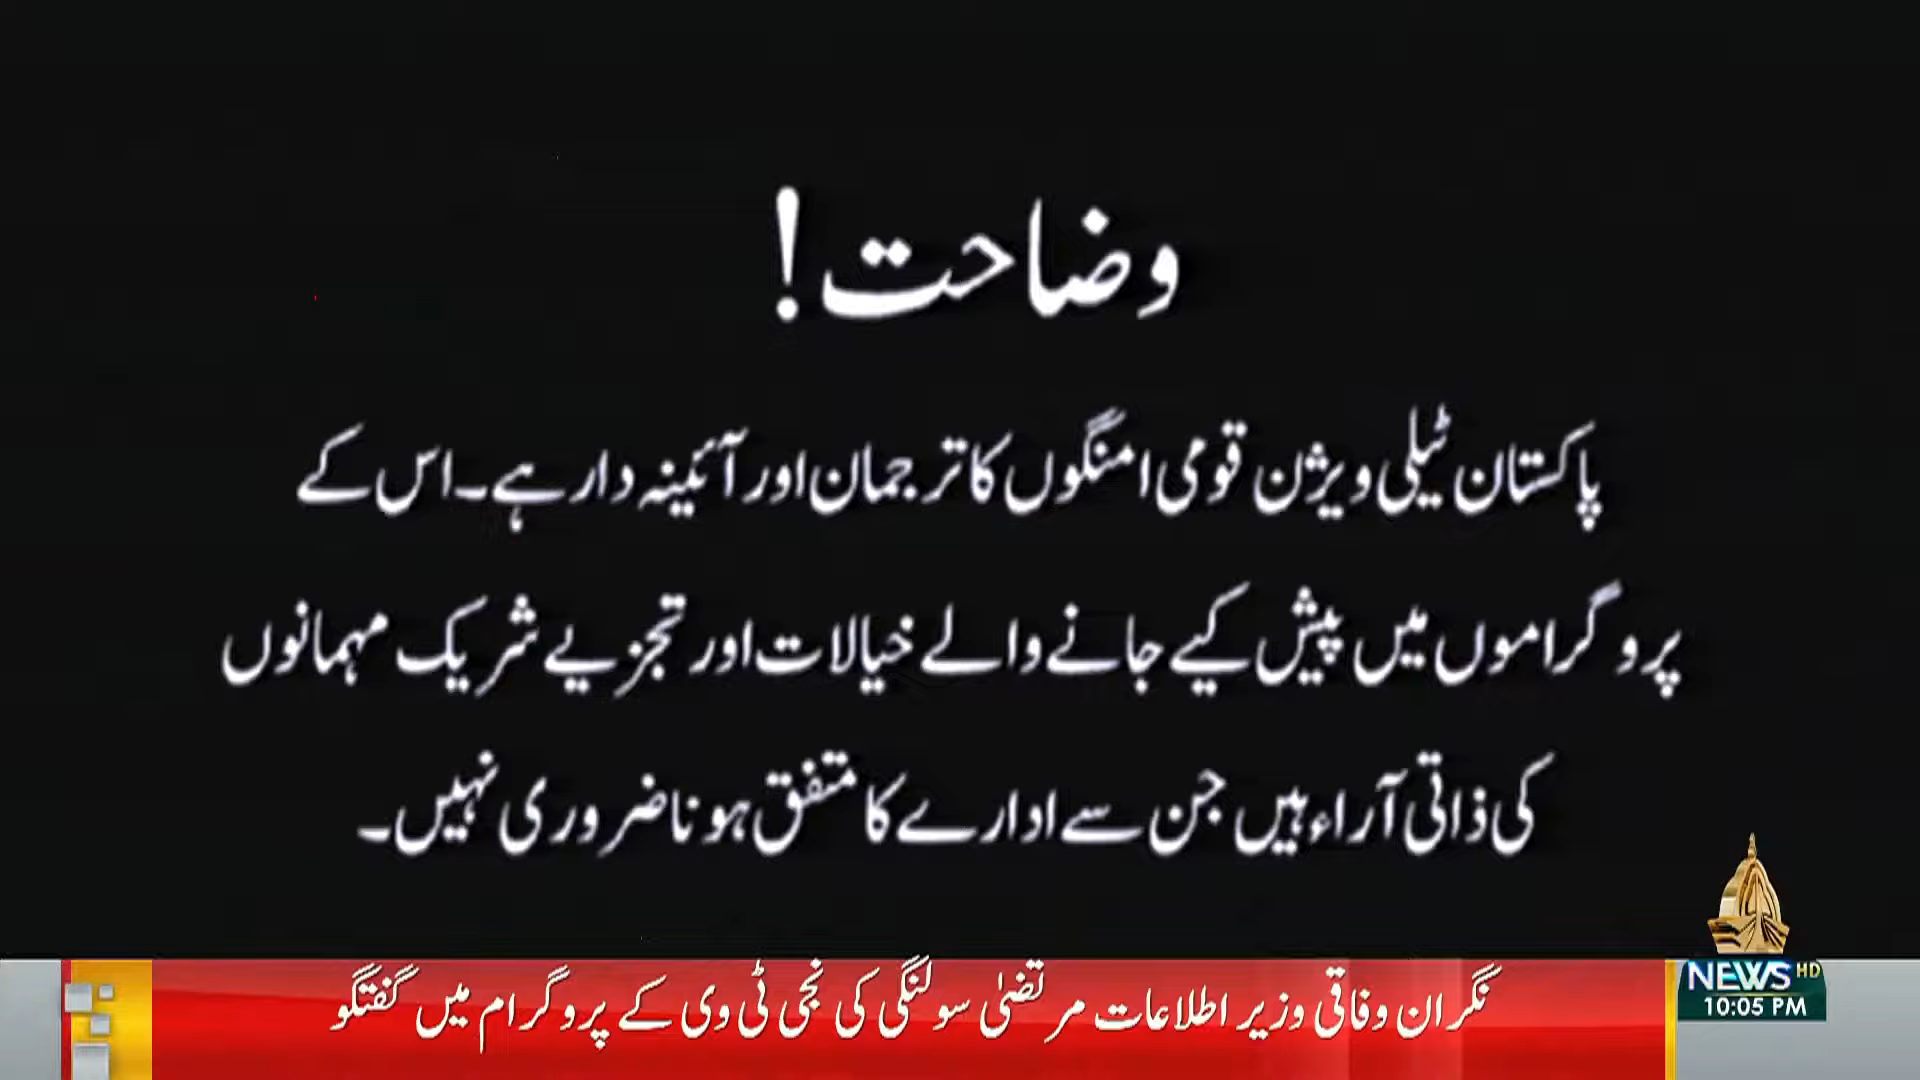 وضاحت!
پاکستان ٹیلی ویژن قومی امنگوں کا ترجمان اور آئینہ دار ہے۔ اس کے
پروگراموں میں پیش کیے جانے والے خیالات اور تجزیے شریک مہمانوں
کی ذاتی آراء ہیں جن سے ادارے کا متفق ہونا ضروری نہیں۔
NEWS HD
10:05 PM
نگران وفاقی وزیر اطلاعات مرتضیٰ سولنگی کی نجی ٹی وی کے پروگرام میں گفتگو